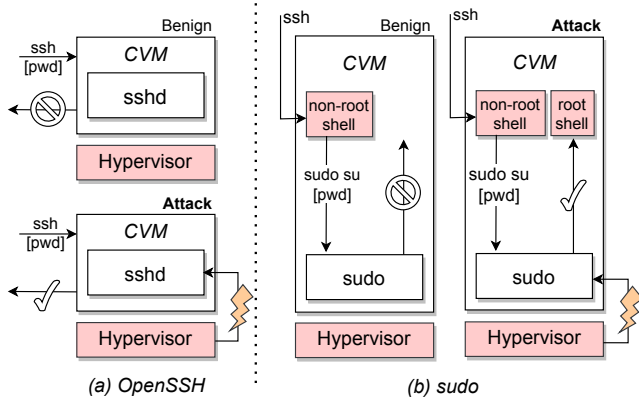 Benign
ssh
[pwd]
CVM
sshd
Hypervisor
Attack
ssh
[pwd]
CVM
sshd
Hypervisor
(a) OpenSSH
ssh
Benign
CVM
non-root
shell
sudo su
[pwd]
sudo
Hypervisor
ssh
Attack
CVM
non-root
shell
root
shell
sudo su
[pwd]
sudo
Hypervisor
(b) sudo